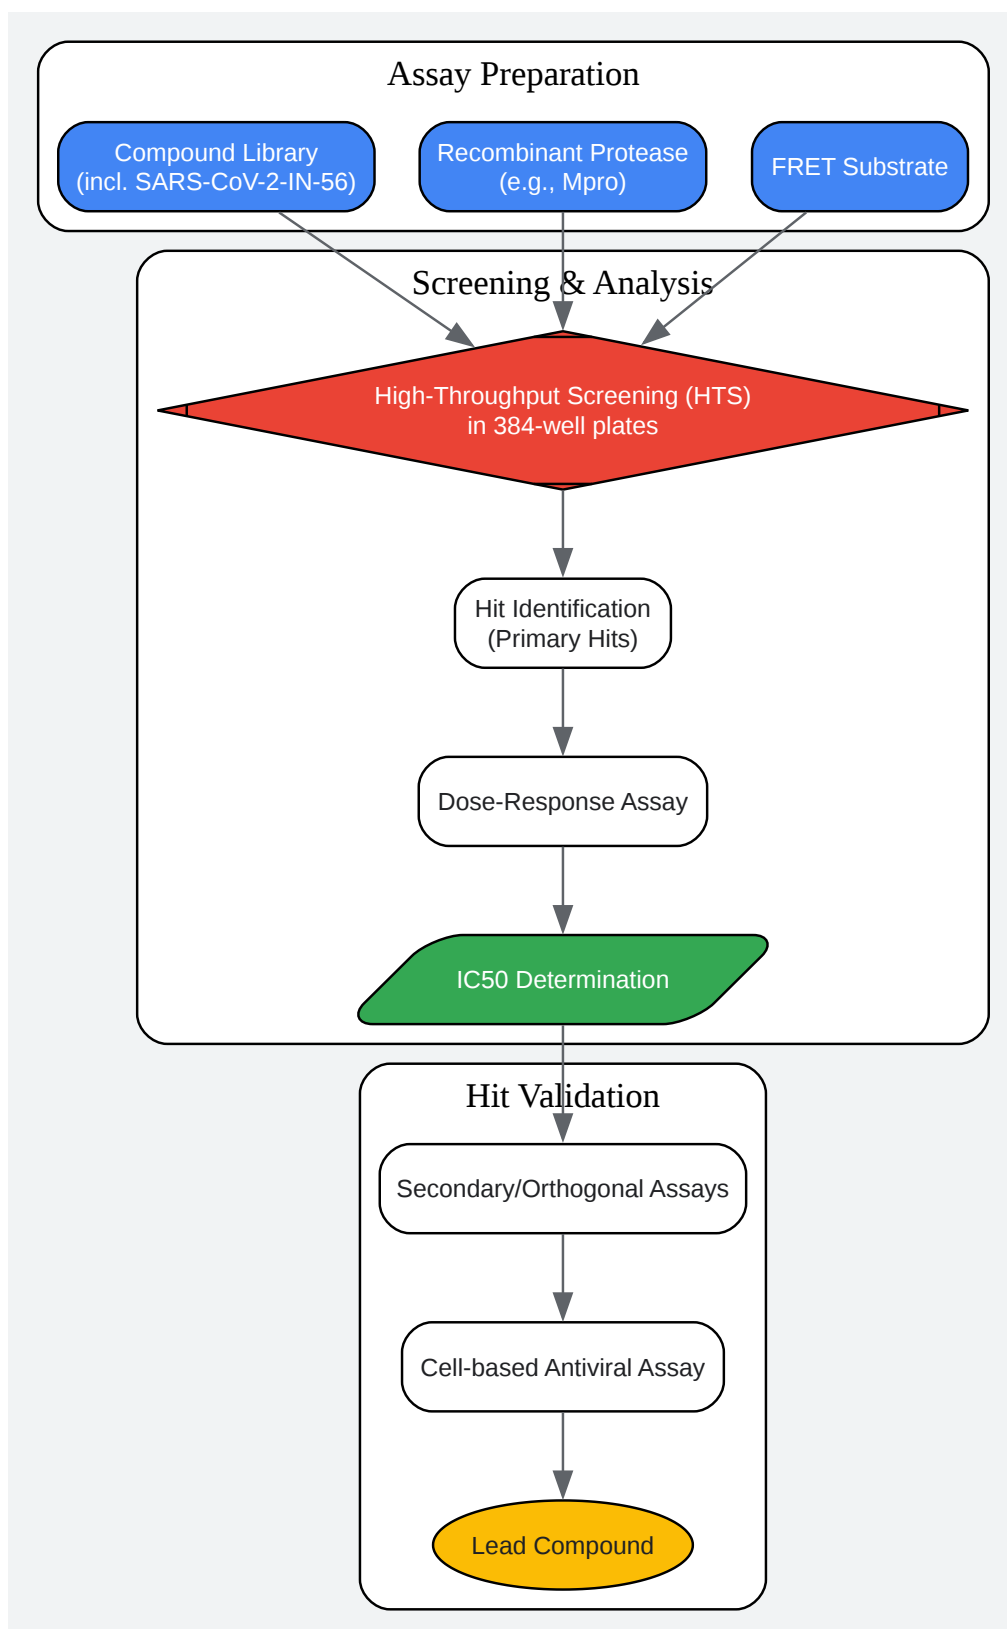 Assay Preparation
Compound Library
(incl. SARS-CoV-2-IN-56)
Recombinant Protease
(e.g., Mpro)
FRET Substrate
Screening & Analysis
High-Throughput Screening (HTS)
in 384-well plates
Hit Identification
(Primary Hits)
Dose-Response Assay
IC50 Determination
Hit Validation
Secondary/Orthogonal Assays
Cell-based Antiviral Assay
Lead Compound